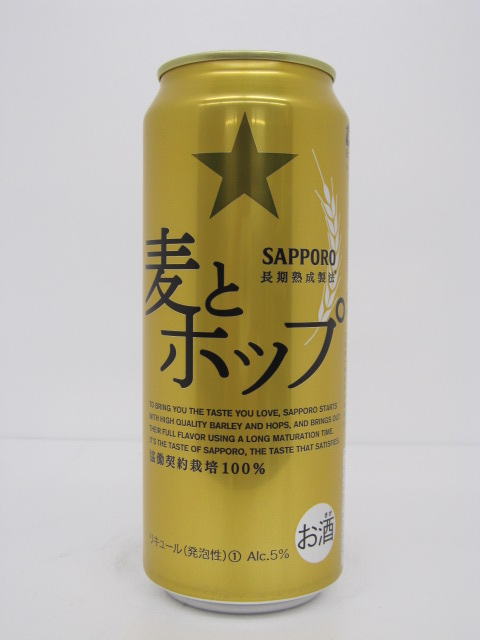 SAPPORO
長期熟成製法
麦と
ホップ
TO BRING YOU THE TASTE YOU LOVE, SAPPORO STARTS
WITH HIGH QUALITY BARLEY AND HOPS, AND BRINGS OUT
THEIR FULL FLAVOR USING A LONG MATURATION TIME.
IT'S THE TASTE OF SAPPORO, THE TASTE THAT SATISFIES.
協働契約栽培100%
お酒
リキュール(発泡性)① Alc.5%